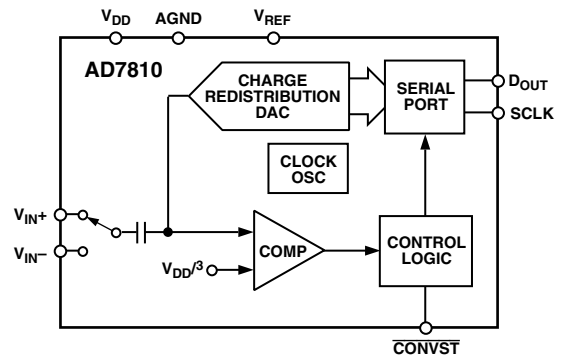 VDD AGND VREF
AD7810
CHARGE
REDISTRIBUTION
DAC
SERIAL
PORT
DOUT
SCLK
CLOCK
OSC
VIN+
VIN–
COMP
VDD/3
CONTROL
LOGIC
CONVST